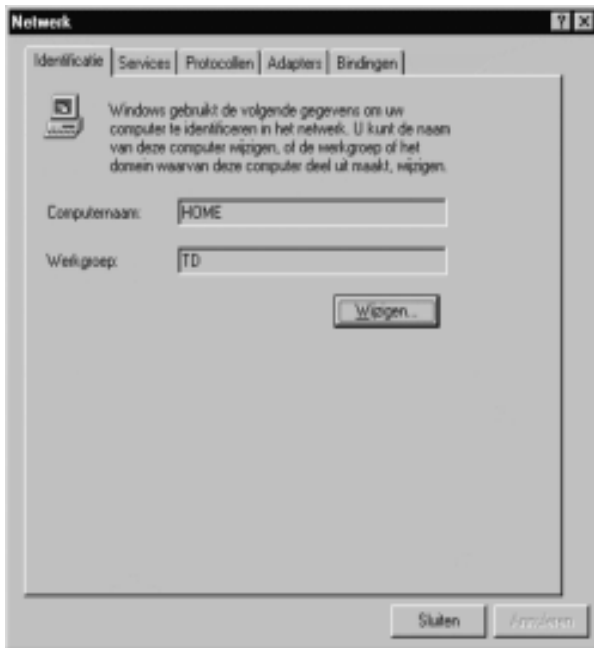 Netwerk
Identificatie Services Protocollen Adapters Bindingen
Windows gebruikt de volgende gegevens om uw
computer te identificeren in het netwerk. U kunt de naam
van deze computer wijzigen, of de werkgroep of het
domein waarvan deze computer deel uit maakt, wijzigen.
Computernaam: HOME
Werkgroep: TD
Wijzigen...
Sluiten Annuleren